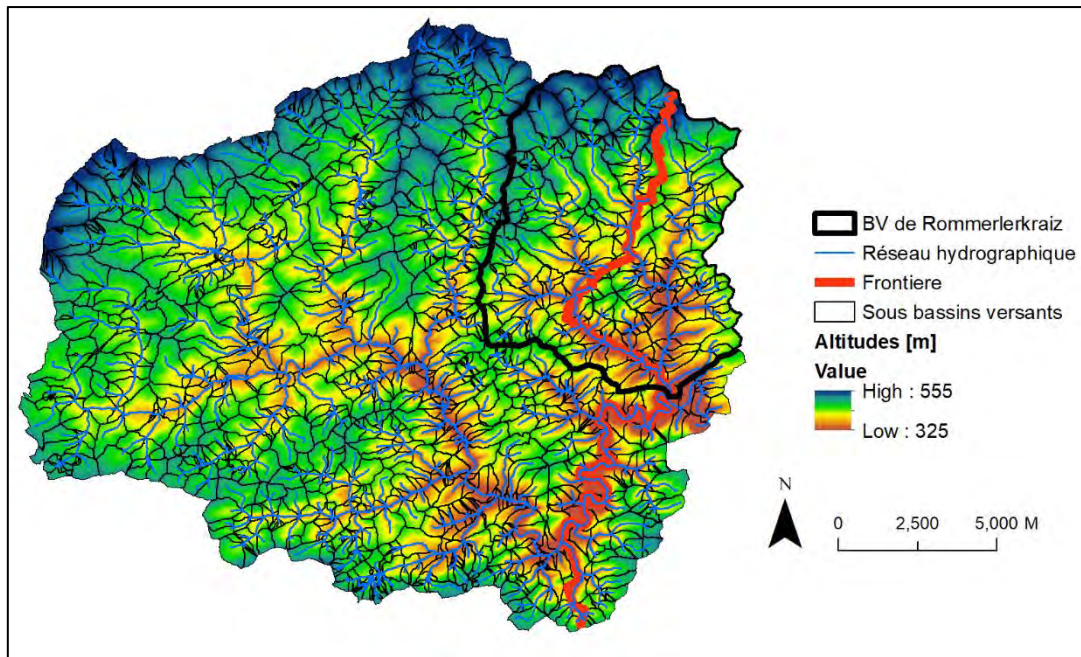 BV de Rommerlerkraiz
Réseau hydrographique
Frontiere
Sous bassins versants
Altitudes [m]
Value
High : 555
Low : 325
N
0 2,500 5,000 M